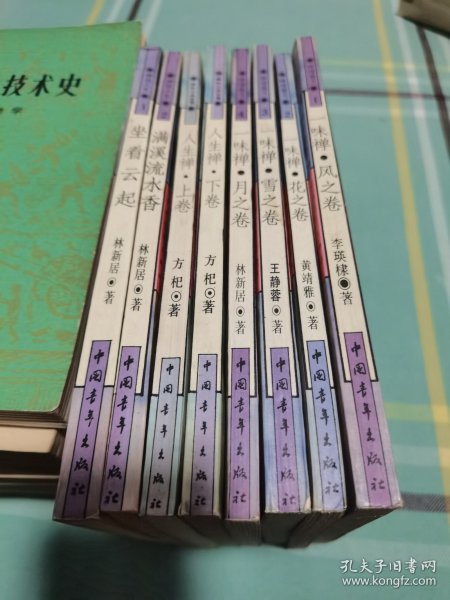 技术史
坐看云起
林新居◎著
中国青年出版社
满溪流水香
林新居◎著
中国青年出版社
人生禅·上卷
方杞◎著
中国青年出版社
人生禅·下卷
方杞◎著
中国青年出版社
一味禅·月之卷
林新居◎著
中国青年出版社
一味禅·雪之卷
王静蓉◎著
中国青年出版社
一味禅·花之卷
黄靖雅◎著
中国青年出版社
一味禅·风之卷
李瑛棣◎著
中国青年出版社
孔夫子旧书网
www.kongfz.com